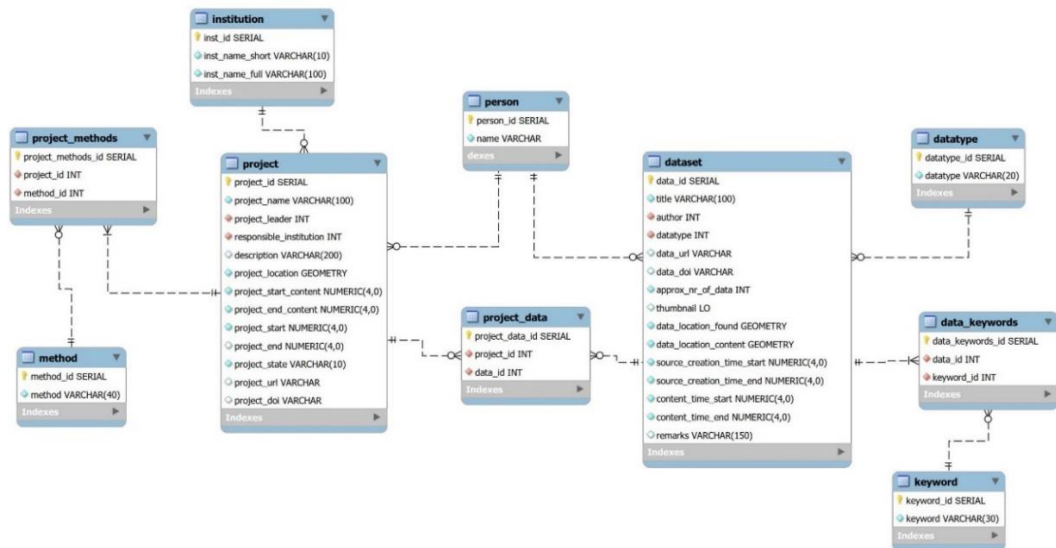 institution
inst_id SERIAL
inst_name_short VARCHAR(10)
inst_name_full VARCHAR(100)
Indexes
project_methods
project_methods_id SERIAL
project_id INT
method_id INT
Indexes
method
method_id SERIAL
method VARCHAR(40)
Indexes
project
project_id SERIAL
project_name VARCHAR(100)
project_leader INT
responsible_institution INT
description VARCHAR(200)
project_location GEOMETRY
project_start_content NUMERIC(4,0)
project_end_content NUMERIC(4,0)
project_start NUMERIC(4,0)
project_end NUMERIC(4,0)
project_state VARCHAR(10)
project_url VARCHAR
project_doi VARCHAR
Indexes
person
person_id SERIAL
name VARCHAR
dexes
project_data
project_data_id SERIAL
project_id INT
data_id INT
Indexes
dataset
data_id SERIAL
title VARCHAR(100)
author INT
datatype INT
data_url VARCHAR
data_doi VARCHAR
approx_nr_of_data INT
thumbnail LO
data_location_found GEOMETRY
data_location_content GEOMETRY
source_creation_time_start NUMERIC(4,0)
source_creation_time_end NUMERIC(4,0)
content_time_start NUMERIC(4,0)
content_time_end NUMERIC(4,0)
remarks VARCHAR(150)
Indexes
datatype
datatype_id SERIAL
datatype VARCHAR(20)
Indexes
data_keywords
data_keywords_id SERIAL
data_id INT
keyword_id INT
Indexes
keyword
keyword_id SERIAL
keyword VARCHAR(30)
Indexes